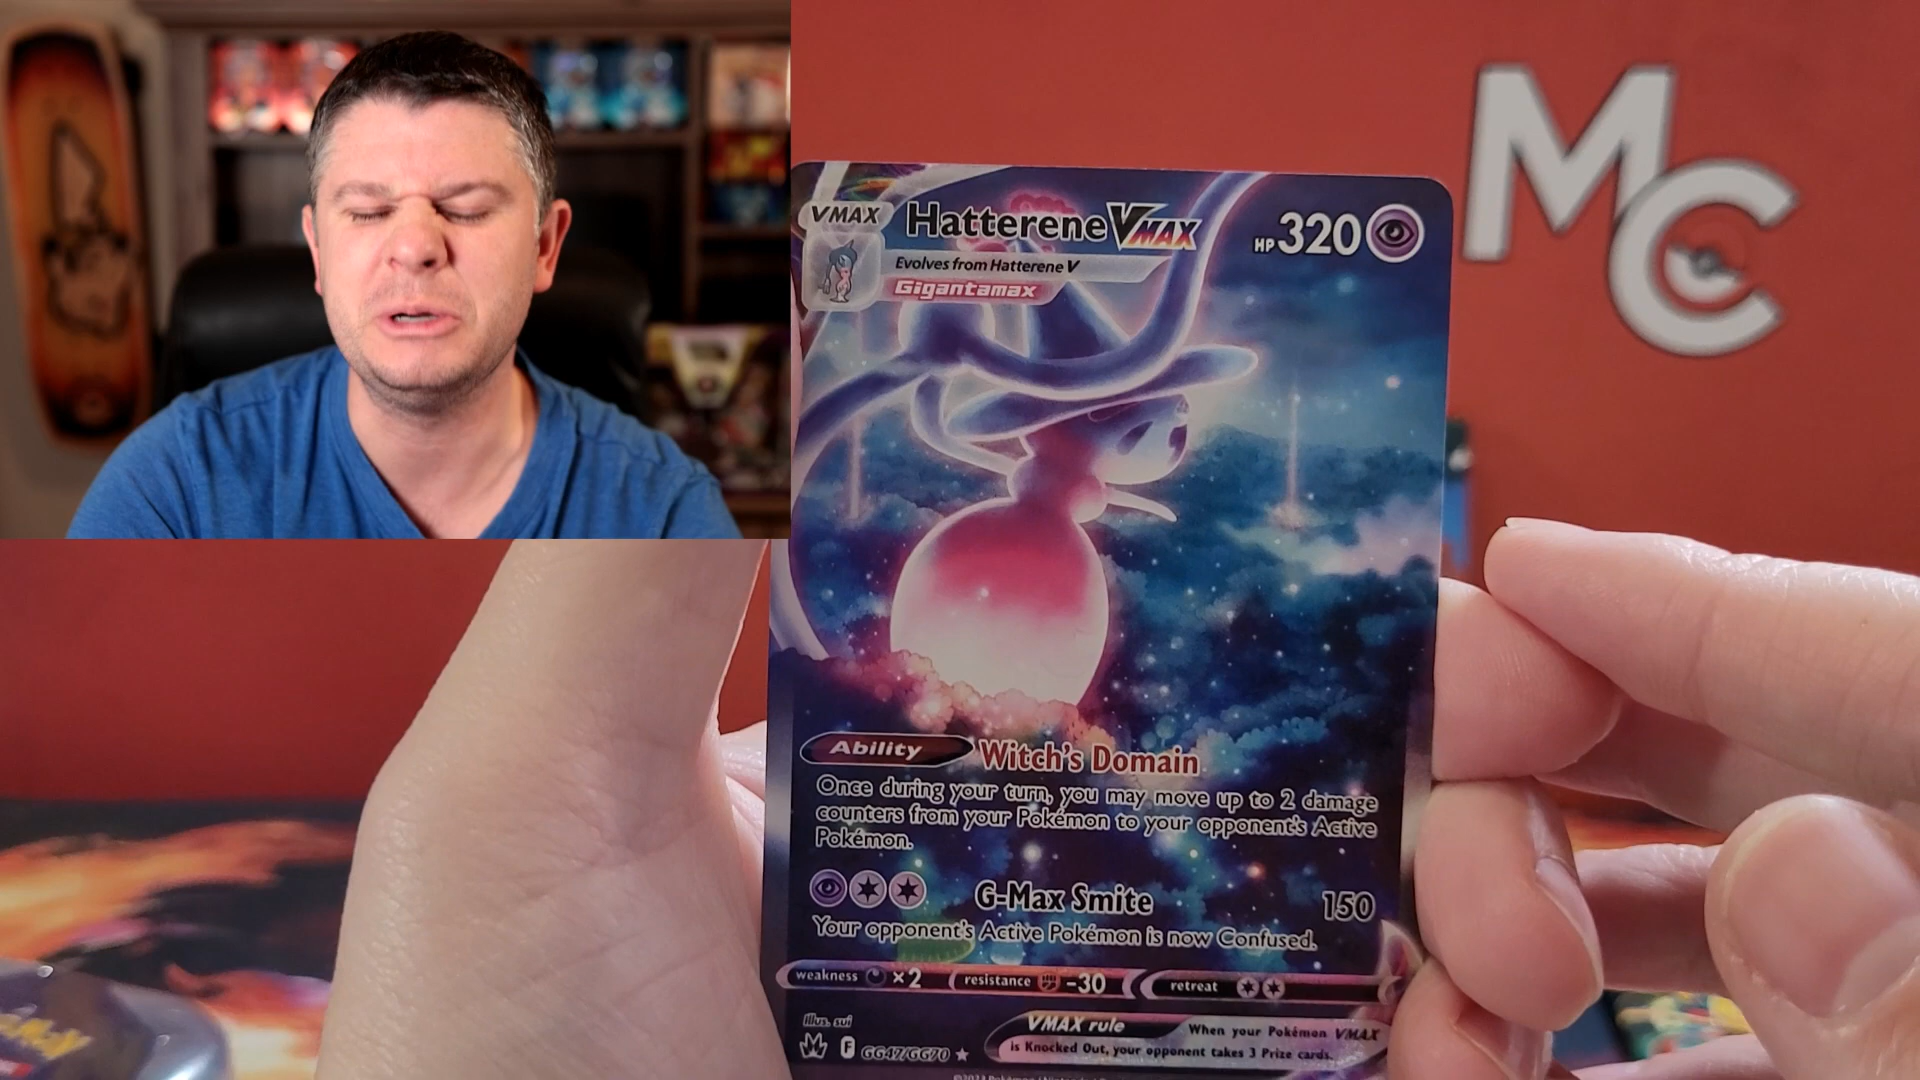 MC
VMAX
Hatterene VMAX
HP 320
Evolves from Hatterene V
Gigantamax
Ability Witch's Domain
Once during your turn, you may move up to 2 damage
counters from your Pokémon to your opponent's Active
Pokémon.
G-Max Smite 150
Your opponent's Active Pokémon is now Confused.
weakness ×2 resistance -30 retreat
Illus. sui
VMAX rule When your Pokémon VMAX
is Knocked Out, your opponent takes 3 Prize cards.
F GG47/GG70